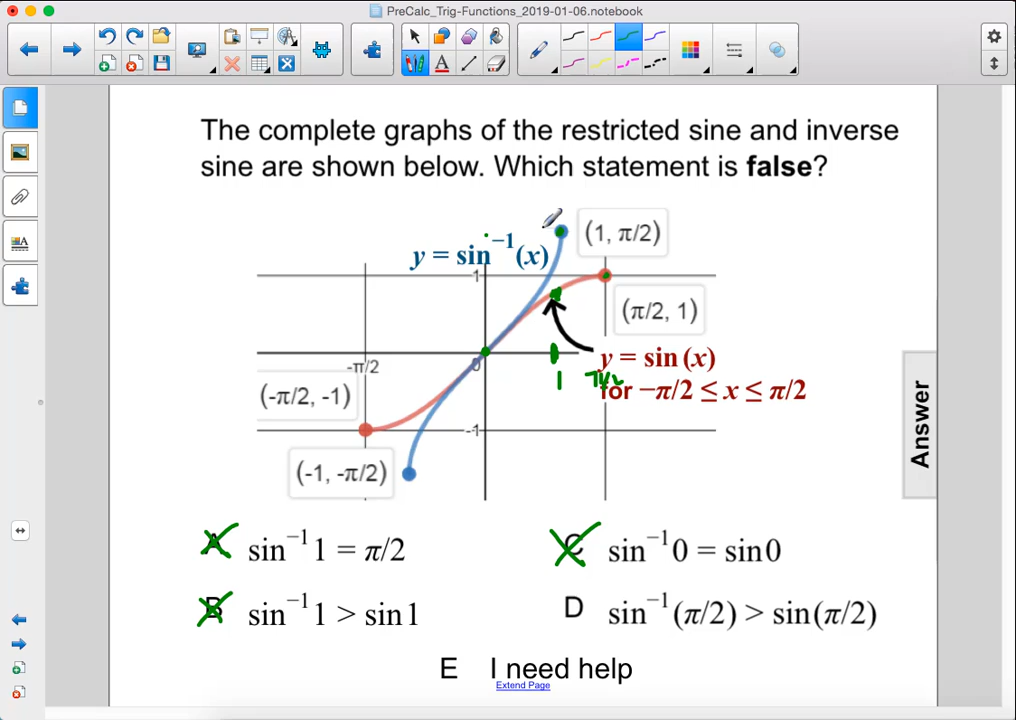 PreCalc_Trig-Functions_2019-01-06.notebook
The complete graphs of the restricted sine and inverse
sine are shown below. Which statement is false?
y = sin⁻¹(x)
(1, π/2)
1
(π/2, 1)
-π/2
0
y = sin (x)
1 π/2
for −π/2 ≤ x ≤ π/2
(-π/2, -1)
-1
(-1, -π/2)
Answer
A sin⁻¹1 = π/2
C sin⁻¹0 = sin0
B sin⁻¹1 > sin1
D sin⁻¹(π/2) > sin(π/2)
E I need help
Extend Page